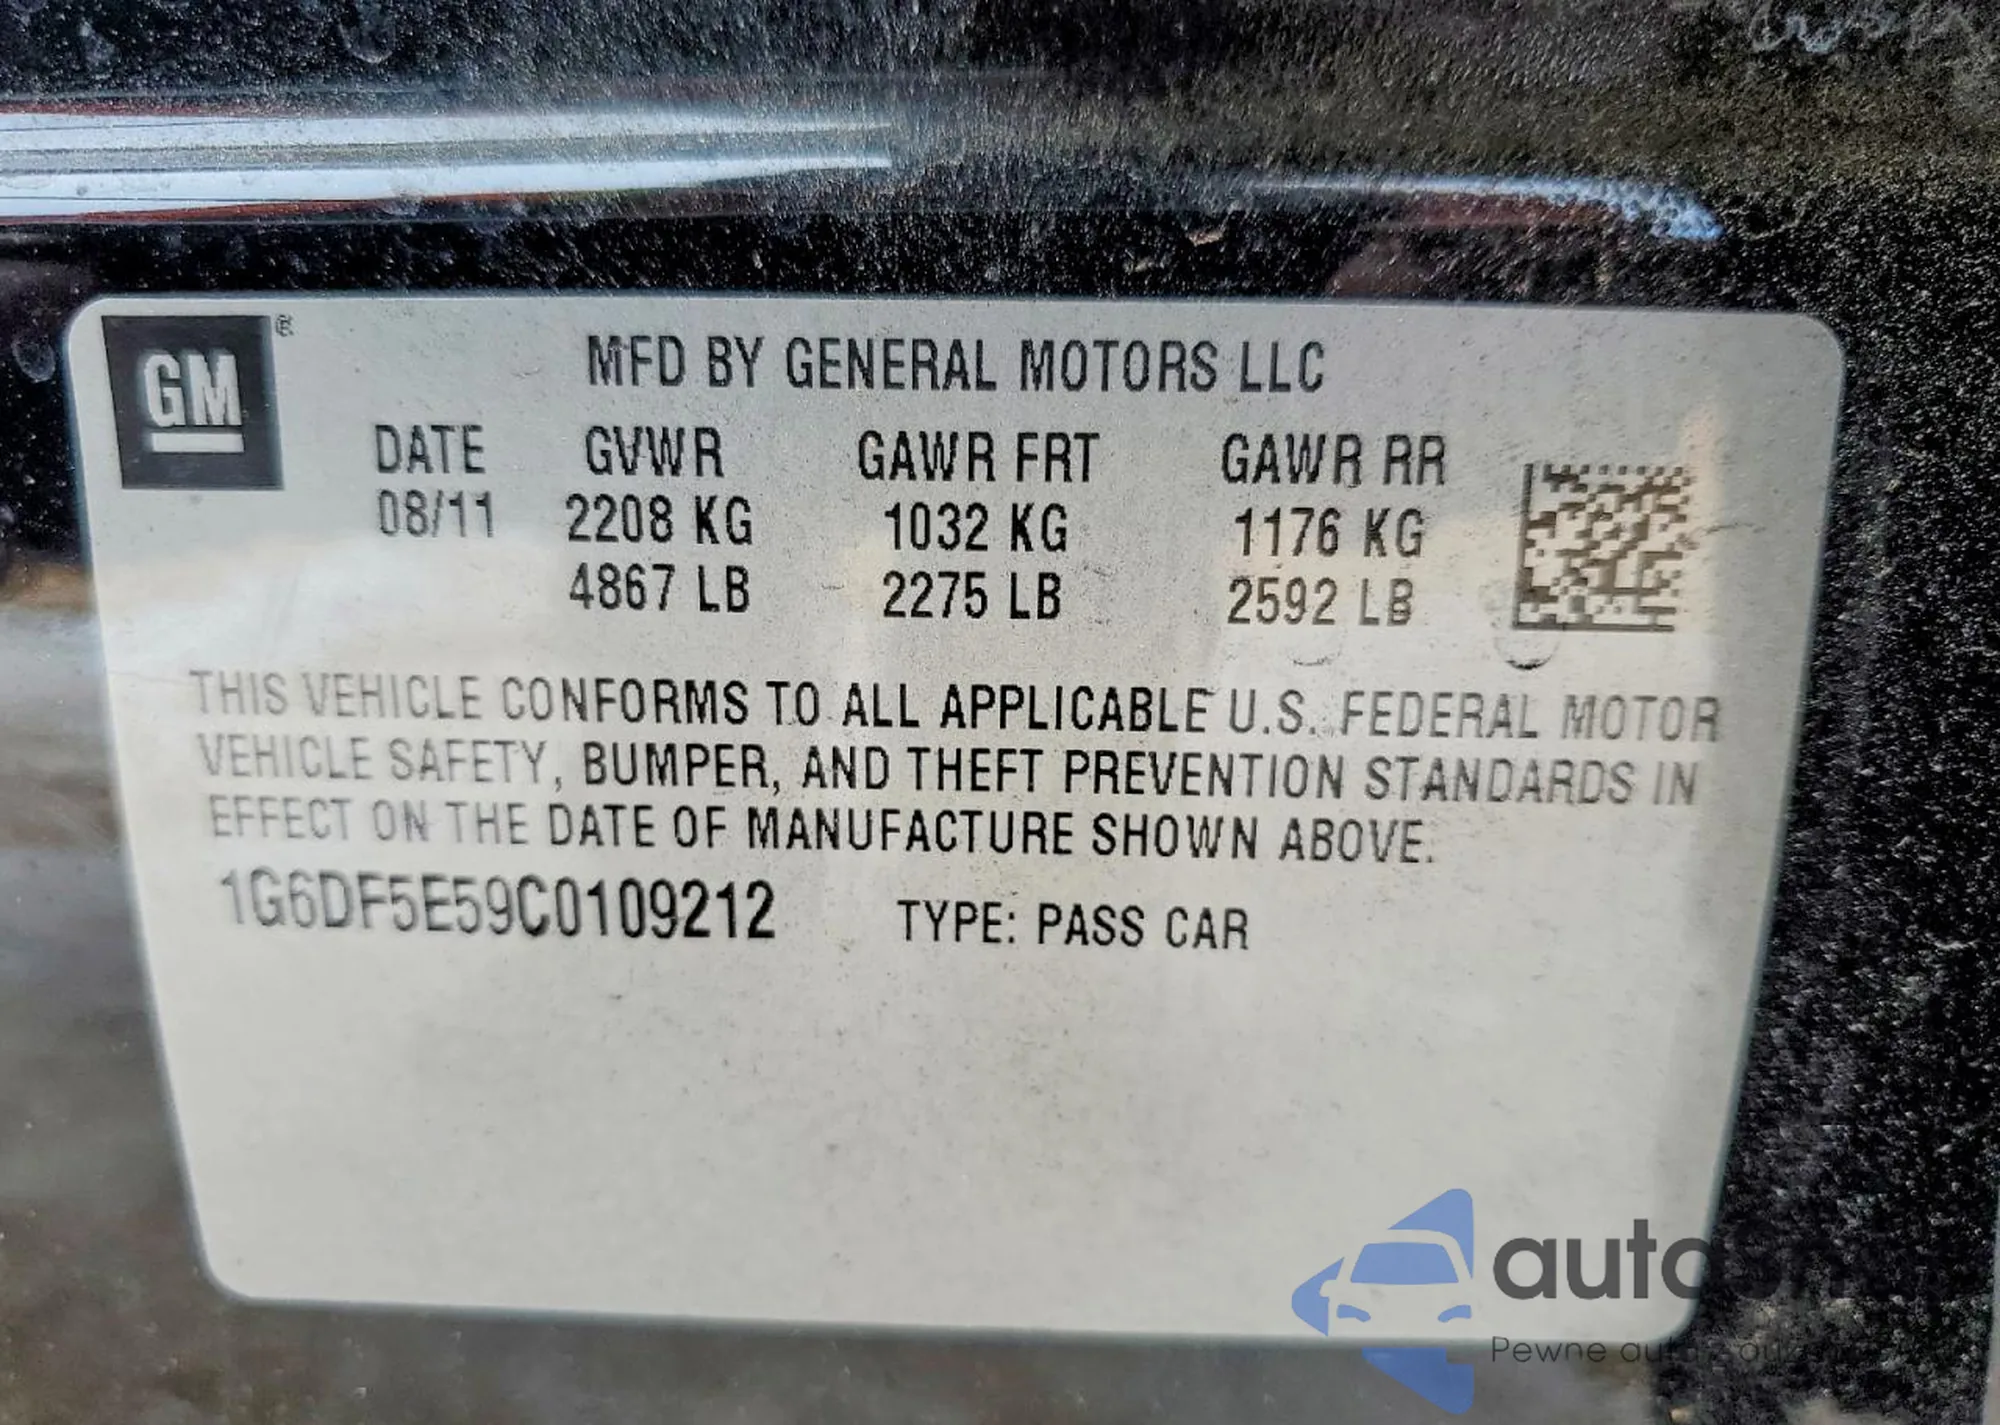 GM ®
MFD BY GENERAL MOTORS LLC
DATE GVWR GAWR FRT GAWR RR
08/11 2208 KG 1032 KG 1176 KG
4867 LB 2275 LB 2592 LB
THIS VEHICLE CONFORMS TO ALL APPLICABLE U.S. FEDERAL MOTOR
VEHICLE SAFETY, BUMPER, AND THEFT PREVENTION STANDARDS IN
EFFECT ON THE DATE OF MANUFACTURE SHOWN ABOVE.
1G6DF5E59C0109212 TYPE: PASS CAR
Pewne